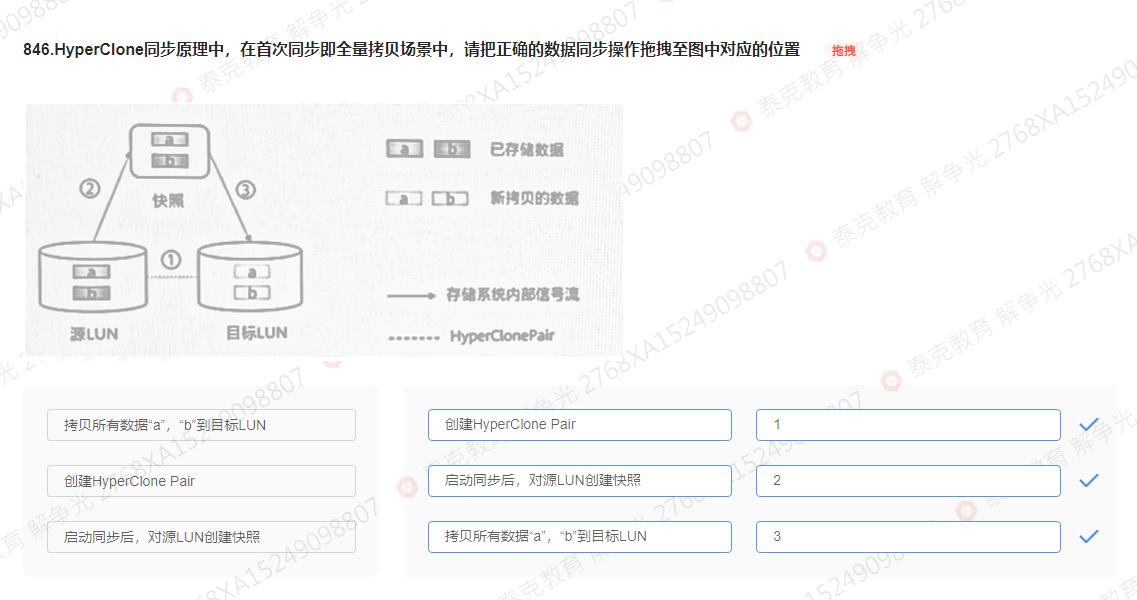 846.HyperClone同步原理中，在首次同步即全量拷贝场景中，请把正确的数据同步操作拖拽至图中对应的位置 拖拽
a
b
快照
②
③
①
a
b
a
b
源LUN
目标LUN
a b 已存储数据
a b 新拷贝的数据
存储系统内部信号流
HyperClonePair
拷贝所有数据“a”，“b”到目标LUN
创建HyperClone Pair
启动同步后，对源LUN创建快照
创建HyperClone Pair 1
启动同步后，对源LUN创建快照 2
拷贝所有数据“a”，“b”到目标LUN 3
泰克教育 解争光 2768XA15249098807